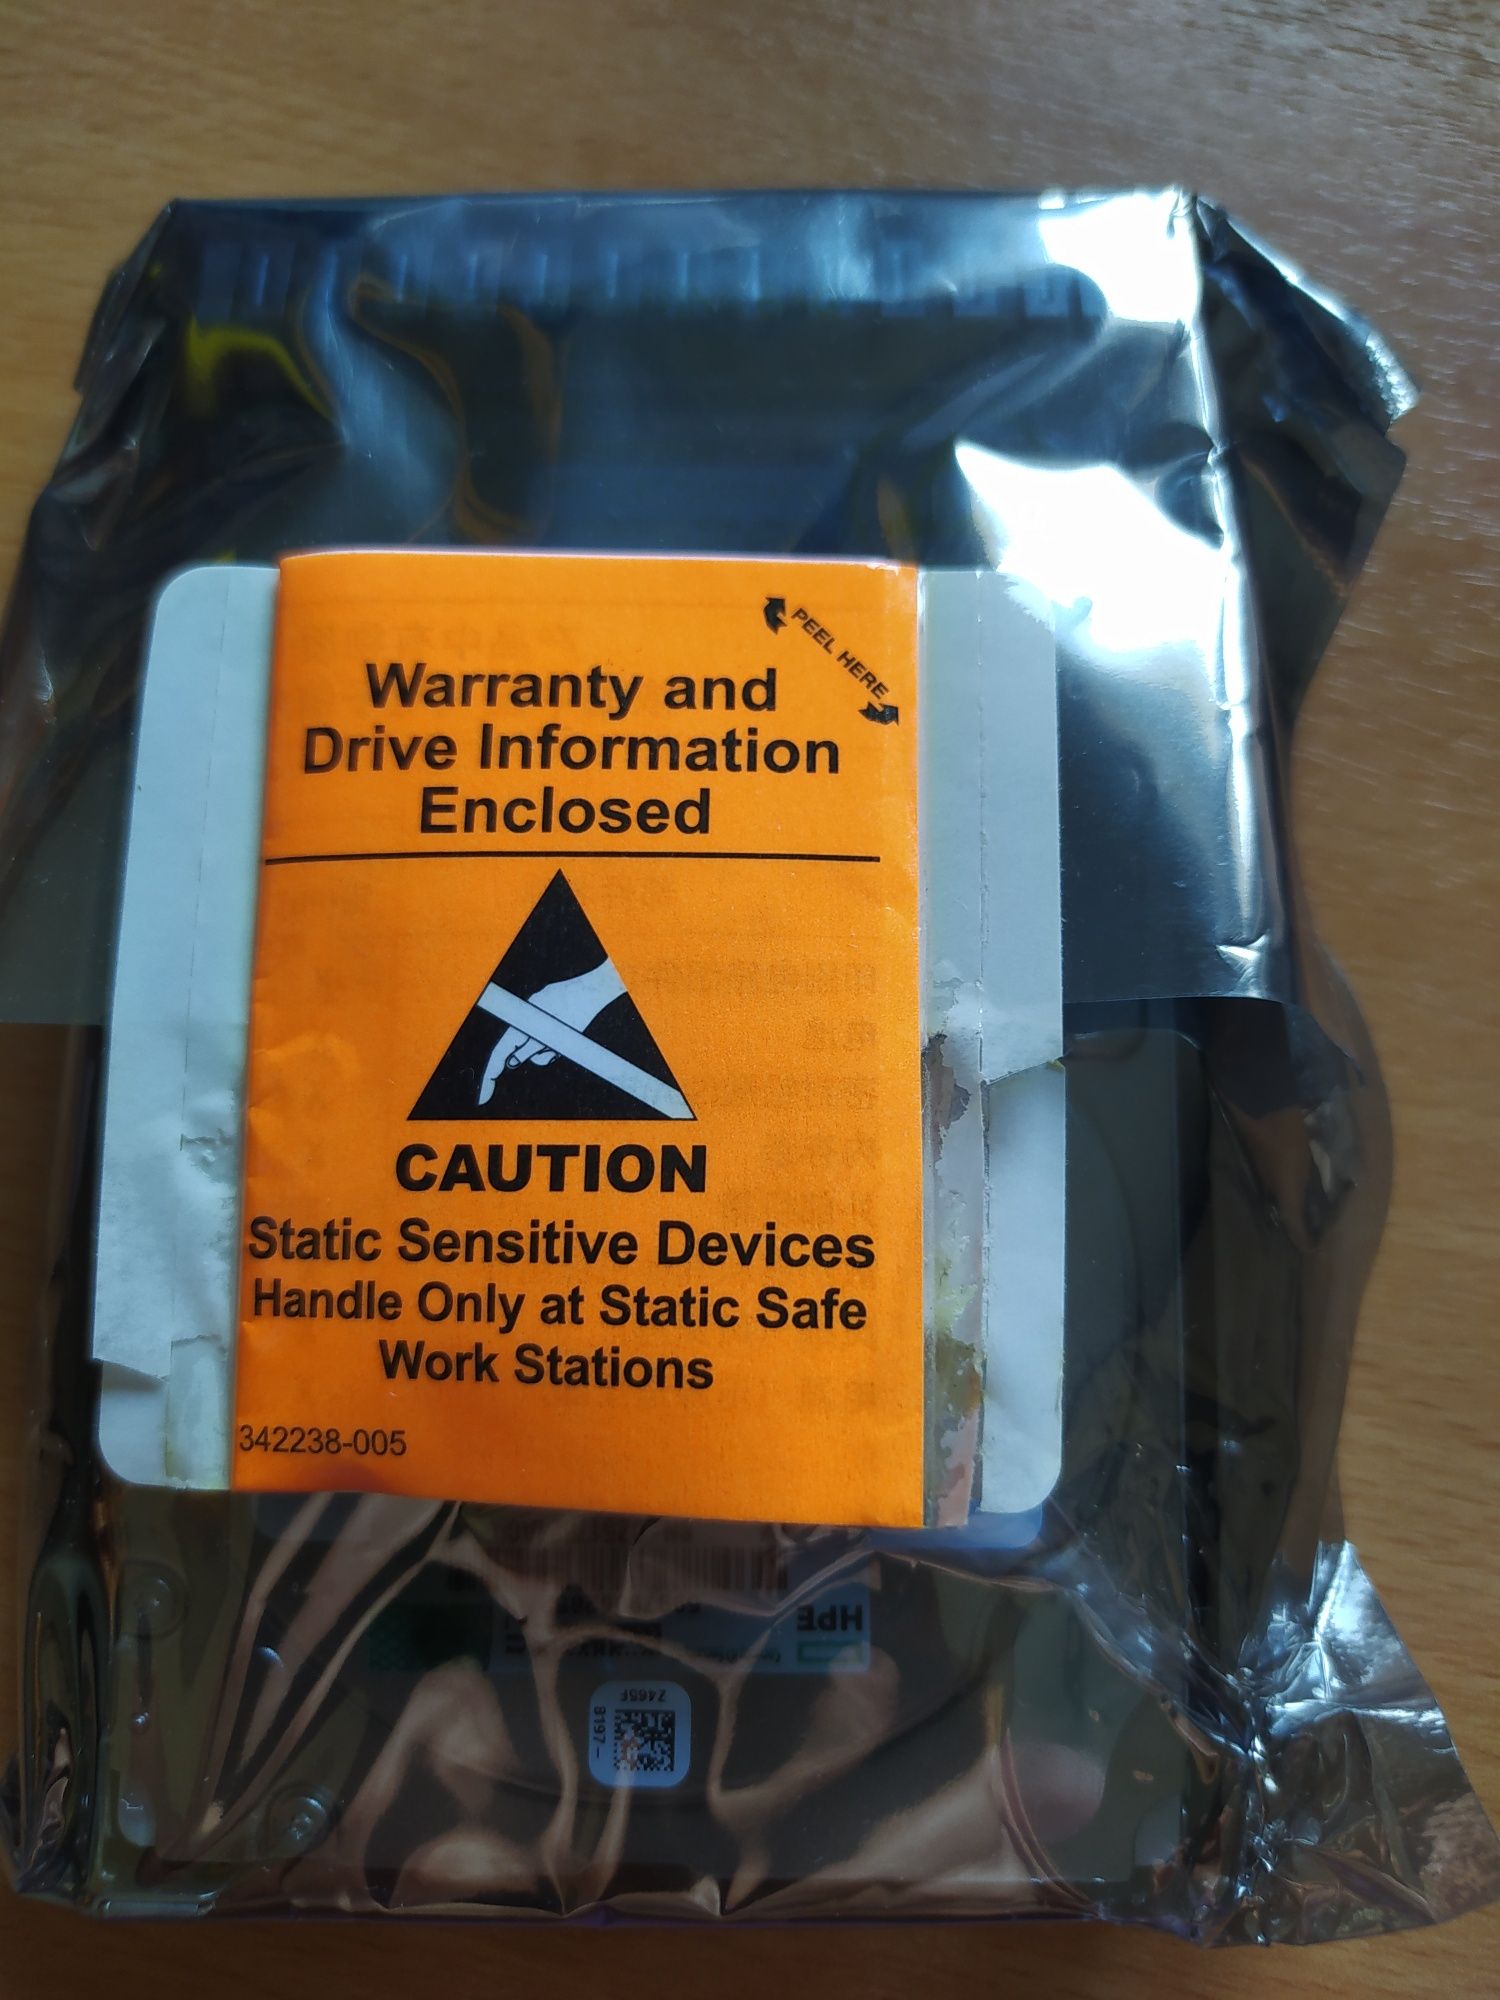 PEEL HERE
Warranty and
Drive Information
Enclosed
CAUTION
Static Sensitive Devices
Handle Only at Static Safe
Work Stations
342238-005
HPE
Z465F
B197-